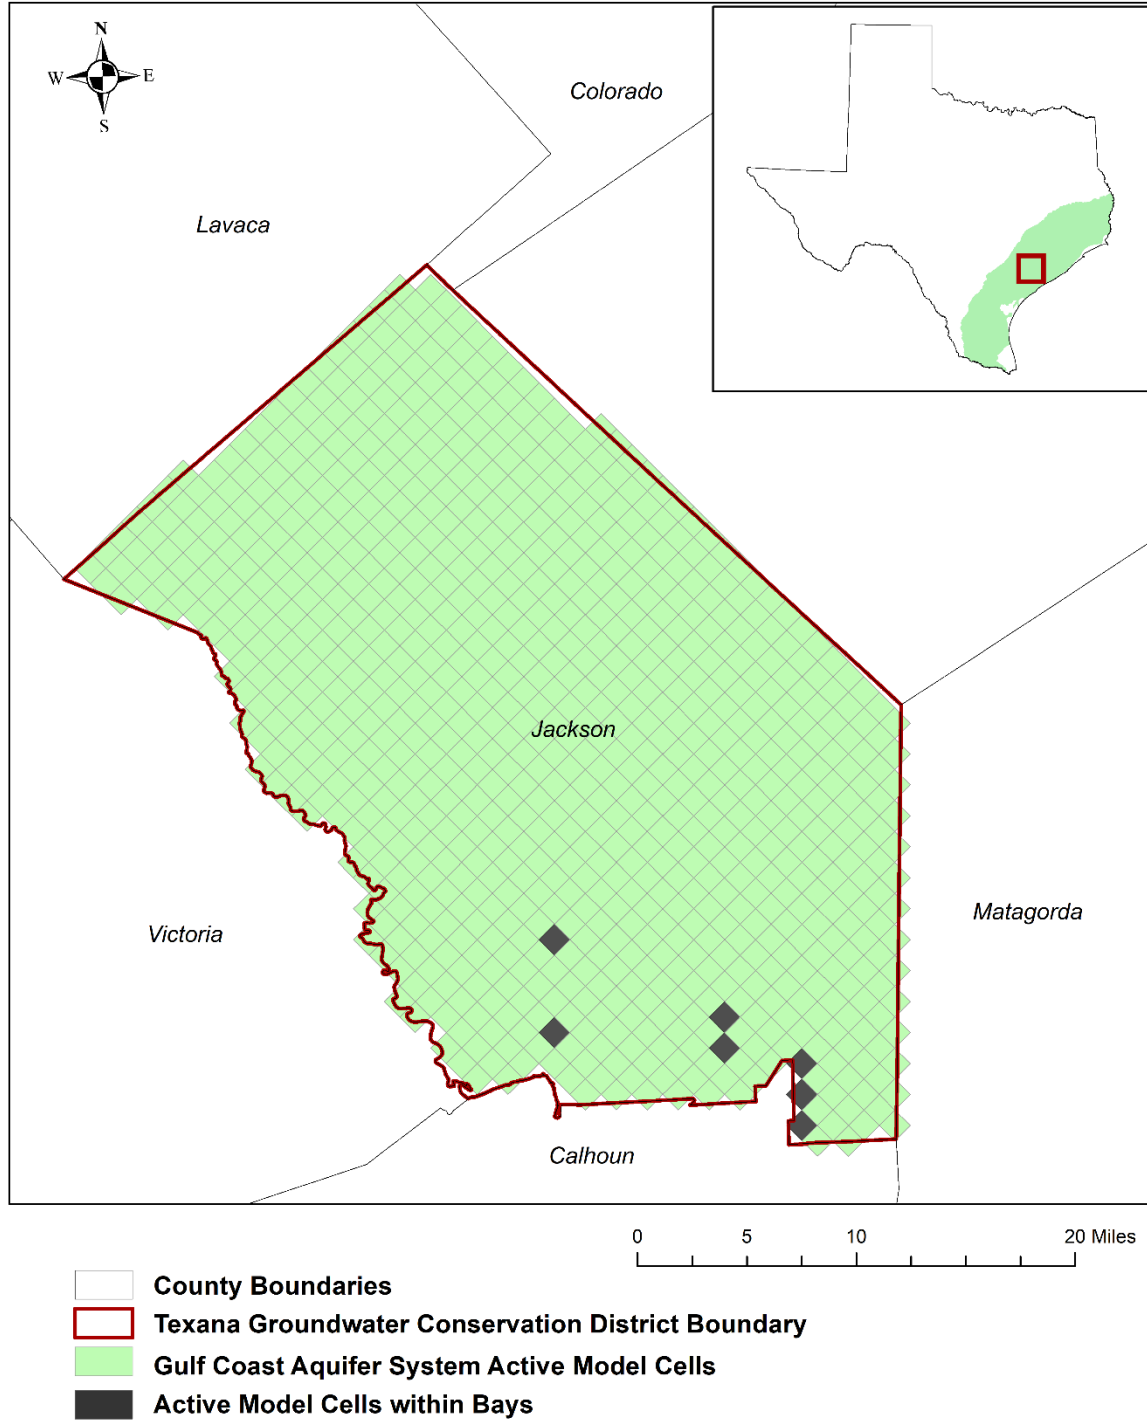 N
W E
S
Colorado
Lavaca
Jackson
Victoria
Matagorda
Calhoun
0 5 10 20 Miles
County Boundaries
Texana Groundwater Conservation District Boundary
Gulf Coast Aquifer System Active Model Cells
Active Model Cells within Bays